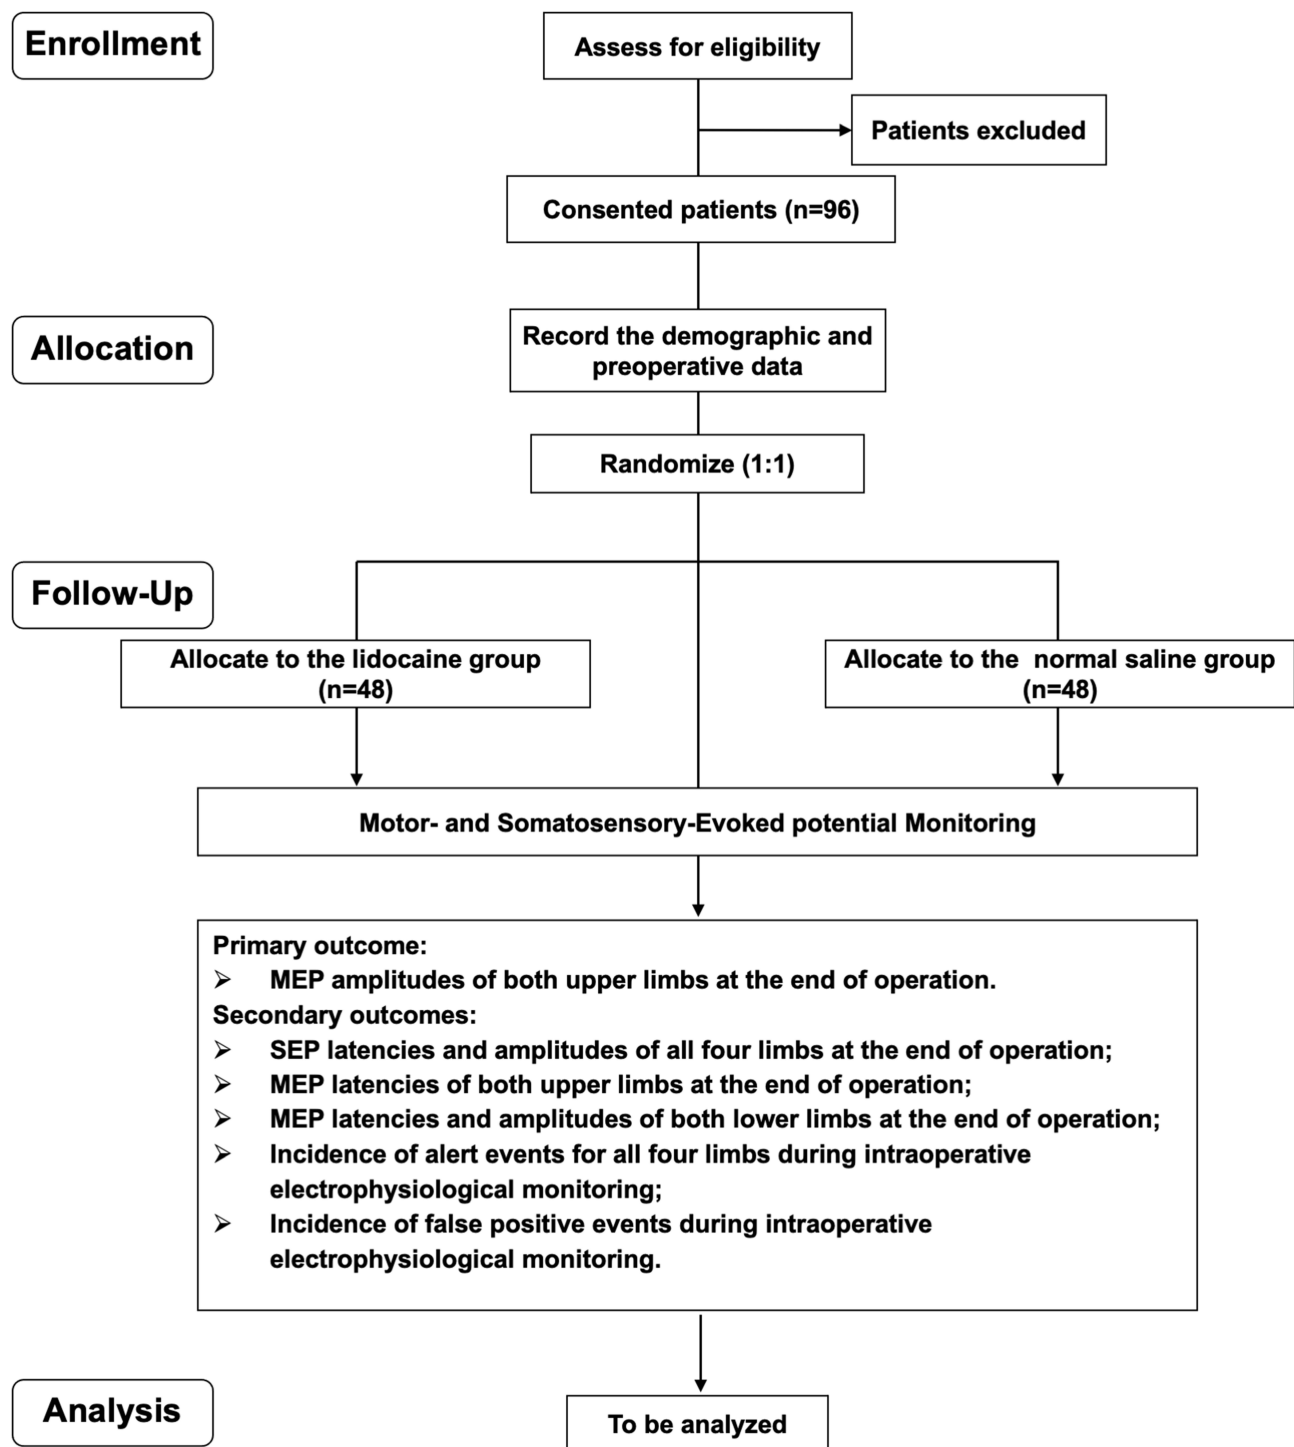 Enrollment
Assess for eligibility
Patients excluded
Consented patients (n=96)
Allocation
Record the demographic and
preoperative data
Randomize (1:1)
Follow-Up
Allocate to the lidocaine group
(n=48)
Allocate to the  normal saline group
(n=48)
Motor- and Somatosensory-Evoked potential Monitoring
Primary outcome:
➢ MEP amplitudes of both upper limbs at the end of operation.
Secondary outcomes:
➢ SEP latencies and amplitudes of all four limbs at the end of operation;
➢ MEP latencies of both upper limbs at the end of operation;
➢ MEP latencies and amplitudes of both lower limbs at the end of operation;
➢ Incidence of alert events for all four limbs during intraoperative
electrophysiological monitoring;
➢ Incidence of false positive events during intraoperative
electrophysiological monitoring.
Analysis
To be analyzed